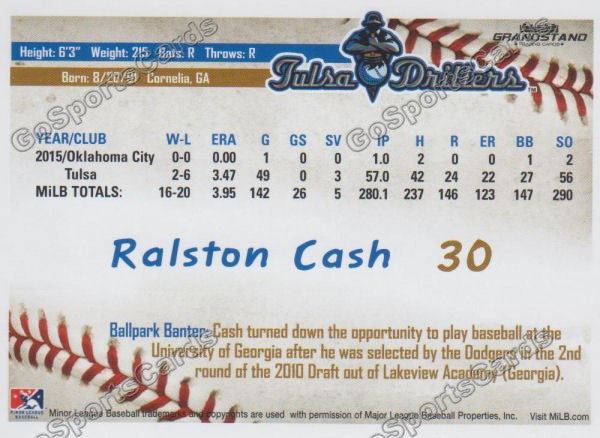 Height: 6'3" Weight: 215 Bats: R Throws: R
GRANDSTAND
TRADING CARDS
Born: 8/20/91 Cornelia, GA
Tulsa Drillers
YEAR/CLUB W-L ERA G GS SV IP H R ER BB SO
2015/Oklahoma City 0-0 0.00 1 0 0 1.0 2 0 0 1 2
Tulsa 2-6 3.47 49 0 3 57.0 42 24 22 27 56
MiLB TOTALS: 16-20 3.95 142 26 5 280.1 237 146 123 147 290
Ralston Cash 30
Ballpark Banter: Cash turned down the opportunity to play baseball at the
University of Georgia after he was selected by the Dodgers in the 2nd
round of the 2010 Draft out of Lakeview Academy (Georgia).
MINOR LEAGUE
BASEBALL
Minor League Baseball trademarks and copyrights are used with permission of Major League Baseball Properties, Inc. Visit MiLB.com
GoSportsCards